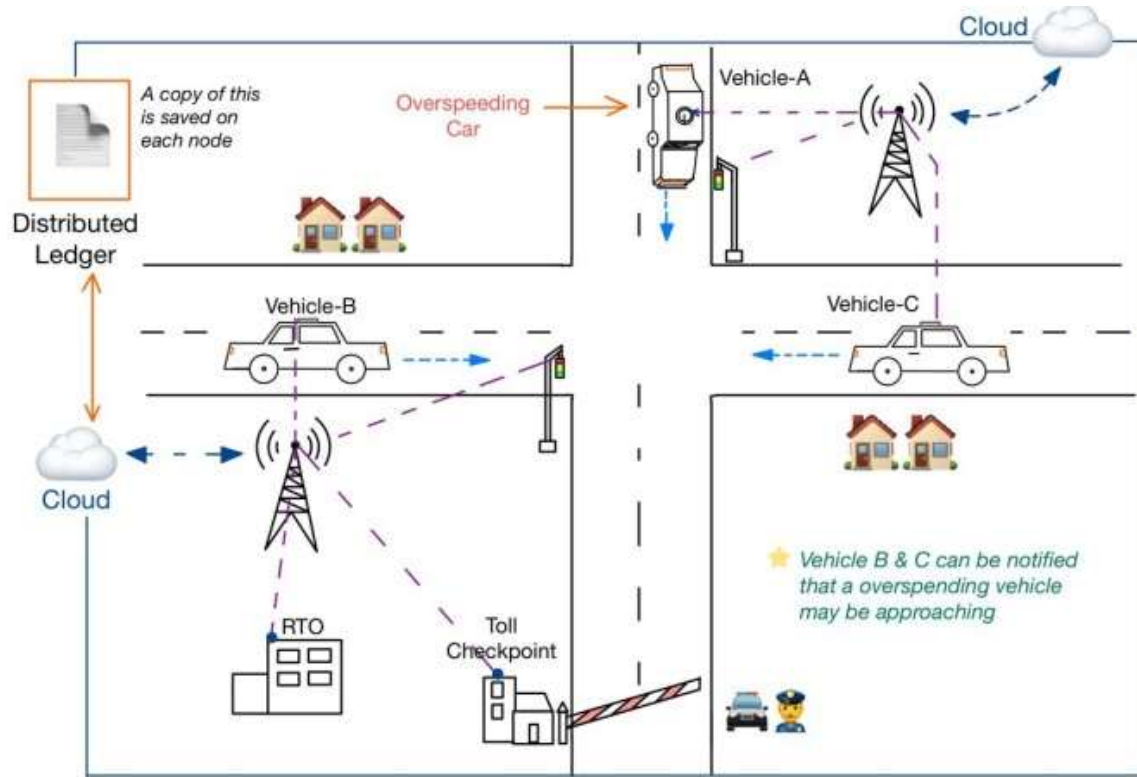 Cloud
Vehicle-A
A copy of this
is saved on
each node
Overspeeding
Car
Distributed
Ledger
Vehicle-B
Vehicle-C
Cloud
Vehicle B & C can be notified
that a overspending vehicle
may be approaching
RTO
Toll
Checkpoint